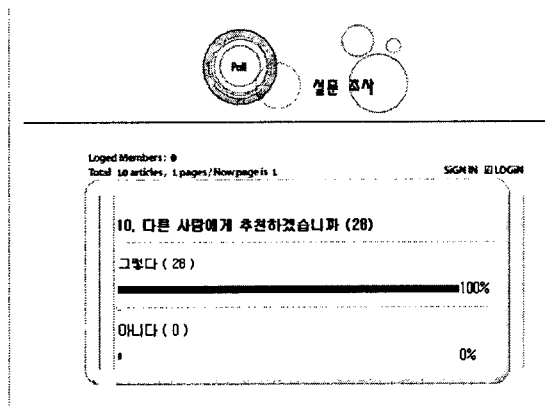 Poll
설문 조사
Loged Members: 0
Total 10 articles, 1 pages/Now page is 1
SiGN IN ☑ LOGiN
10. 다른 사람에게 추천하겠습니까 (28)
그렇다 ( 28 )
100%
아니다 ( 0 )
0%